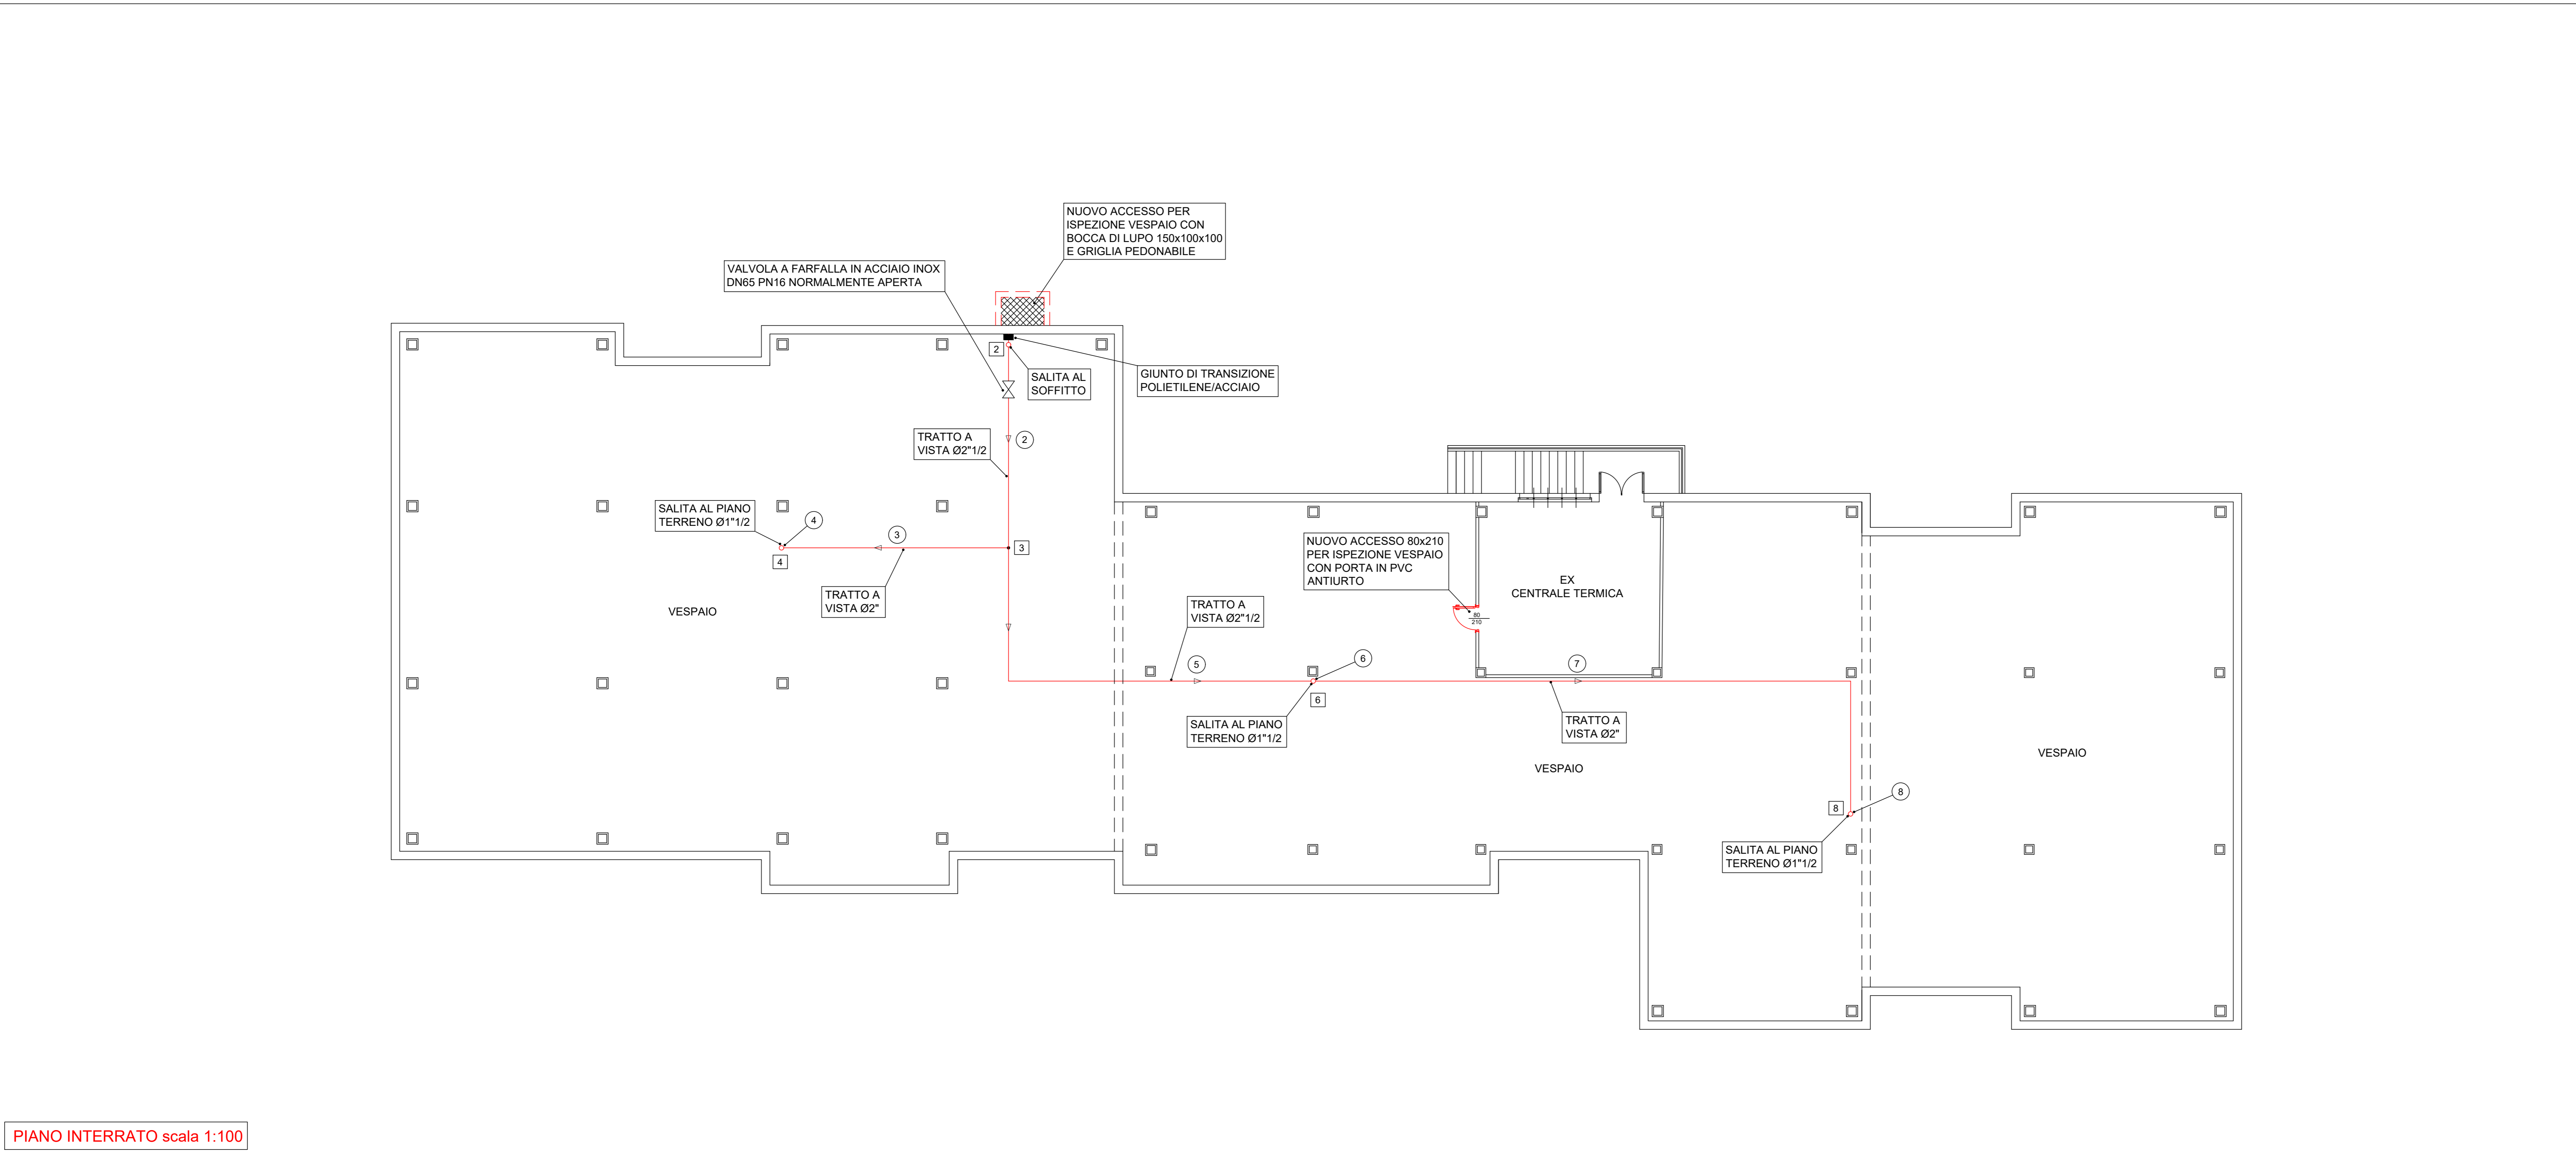 NUOVO ACCESSO PER
ISPEZIONE VESPAIO CON
BOCCA DI LUPO 150x100x100
E GRIGLIA PEDONABILE
VALVOLA A FARFALLA IN ACCIAIO INOX
DN65 PN16 NORMALMENTE APERTA
2
SALITA AL
SOFFITTO
GIUNTO DI TRANSIZIONE
POLIETILENE/ACCIAIO
TRATTO A
VISTA Ø2"1/2
2
SALITA AL PIANO
TERRENO Ø1"1/2
4
3
3
4
TRATTO A
VISTA Ø2"
VESPAIO
NUOVO ACCESSO 80x210
PER ISPEZIONE VESPAIO
CON PORTA IN PVC
ANTIURTO
EX
CENTRALE TERMICA
80
210
TRATTO A
VISTA Ø2"1/2
5
6
7
6
SALITA AL PIANO
TERRENO Ø1"1/2
TRATTO A
VISTA Ø2"
VESPAIO
VESPAIO
8
8
SALITA AL PIANO
TERRENO Ø1"1/2
PIANO INTERRATO scala 1:100